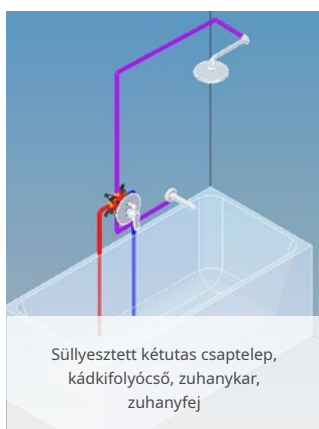 Süllyesztett kétutas csaptelep,
kádkifolyócső, zuhanykar,
zuhanyfej